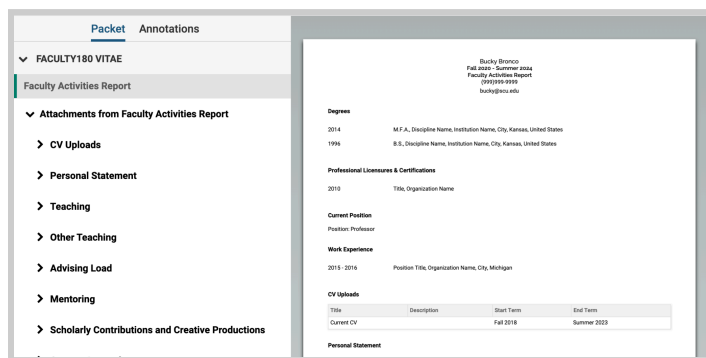 Packet Annotations
FACULTY180 VITAE
Faculty Activities Report
Attachments from Faculty Activities Report
CV Uploads
Personal Statement
Teaching
Other Teaching
Advising Load
Mentoring
Scholarly Contributions and Creative Productions
Bucky Bronco
Fall 2020 - Summer 2024
Faculty Activities Report
(999)999-9999
bucky@scu.edu
Degrees
2014 M.F.A., Discipline Name, Institution Name, City, Kansas, United States
1996 B.S., Discipline Name, Institution Name, City, Kansas, United States
Professional Licensures & Certifications
2010 Title, Organization Name
Current Position
Position: Professor
Work Experience
2015 - 2016 Position Title, Organization Name, City, Michigan
CV Uploads
Title Description Start Term End Term
Current CV Fall 2018 Summer 2023
Personal Statement